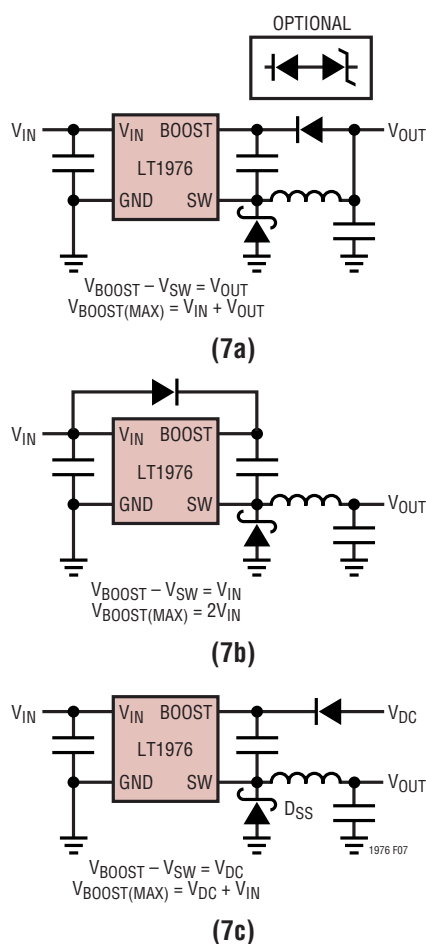 OPTIONAL
VIN VIN BOOST VOUT
LT1976
GND SW
VBOOST – VSW = VOUT
VBOOST(MAX) = VIN + VOUT
(7a)
VIN VIN BOOST
LT1976
GND SW VOUT
VBOOST – VSW = VIN
VBOOST(MAX) = 2VIN
(7b)
VIN VIN BOOST VDC
LT1976
GND SW VOUT
DSS
1976 F07
VBOOST – VSW = VDC
VBOOST(MAX) = VDC + VIN
(7c)